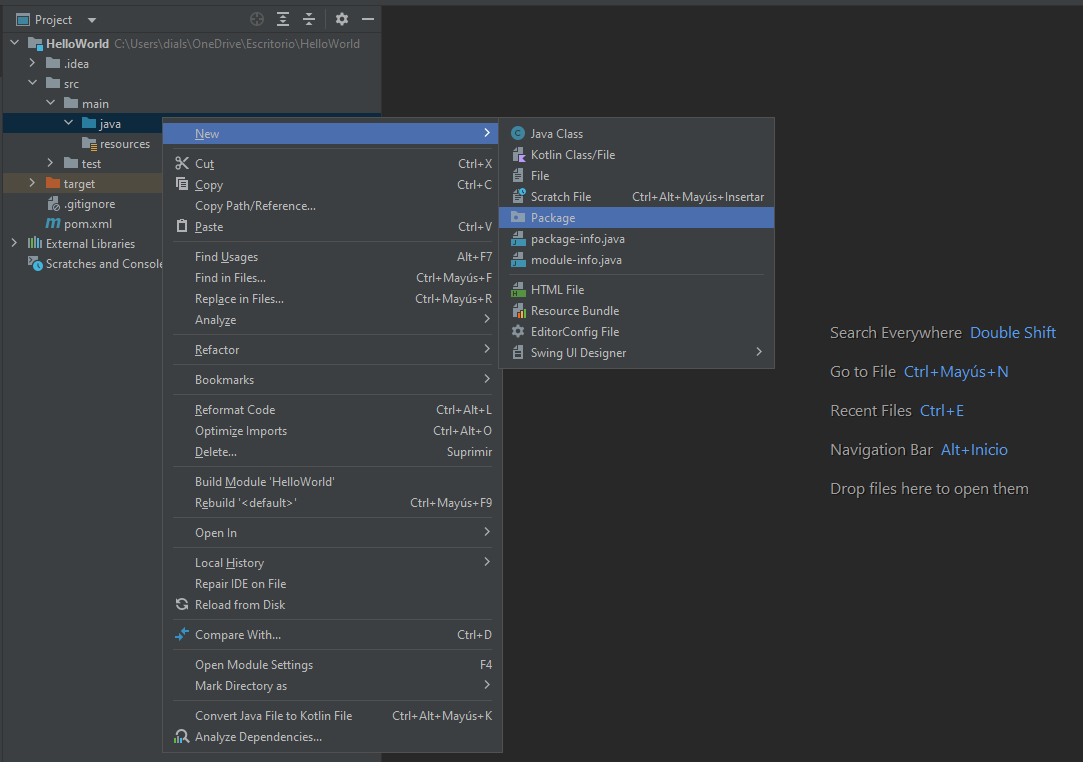 Project
HelloWorld C:\Users\dials\OneDrive\Escritorio\HelloWorld
.idea
src
main
java
resources
test
target
.gitignore
pom.xml
External Libraries
Scratches and Console
New
Cut Ctrl+X
Copy Ctrl+C
Copy Path/Reference...
Paste Ctrl+V
Find Usages Alt+F7
Find in Files... Ctrl+Mayús+F
Replace in Files... Ctrl+Mayús+R
Analyze
Refactor
Bookmarks
Reformat Code Ctrl+Alt+L
Optimize Imports Ctrl+Alt+O
Delete... Suprimir
Build Module 'HelloWorld'
Rebuild '<default>' Ctrl+Mayús+F9
Open In
Local History
Repair IDE on File
Reload from Disk
Compare With... Ctrl+D
Open Module Settings F4
Mark Directory as
Convert Java File to Kotlin File Ctrl+Alt+Mayús+K
Analyze Dependencies...
Java Class
Kotlin Class/File
File
Scratch File Ctrl+Alt+Mayús+Insertar
Package
package-info.java
module-info.java
HTML File
Resource Bundle
EditorConfig File
Swing UI Designer
Search Everywhere Double Shift
Go to File Ctrl+Mayús+N
Recent Files Ctrl+E
Navigation Bar Alt+Inicio
Drop files here to open them